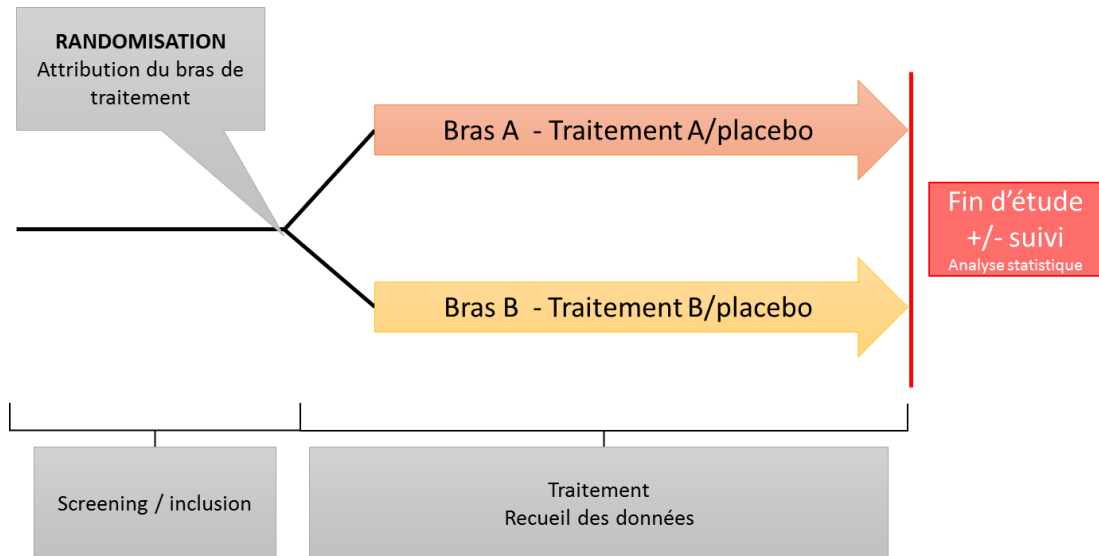 RANDOMISATION
Attribution du bras de
traitement
Bras A - Traitement A/placebo
Bras B - Traitement B/placebo
Fin d’étude
+/- suivi
Analyse statistique
Screening / inclusion
Traitement
Recueil des données